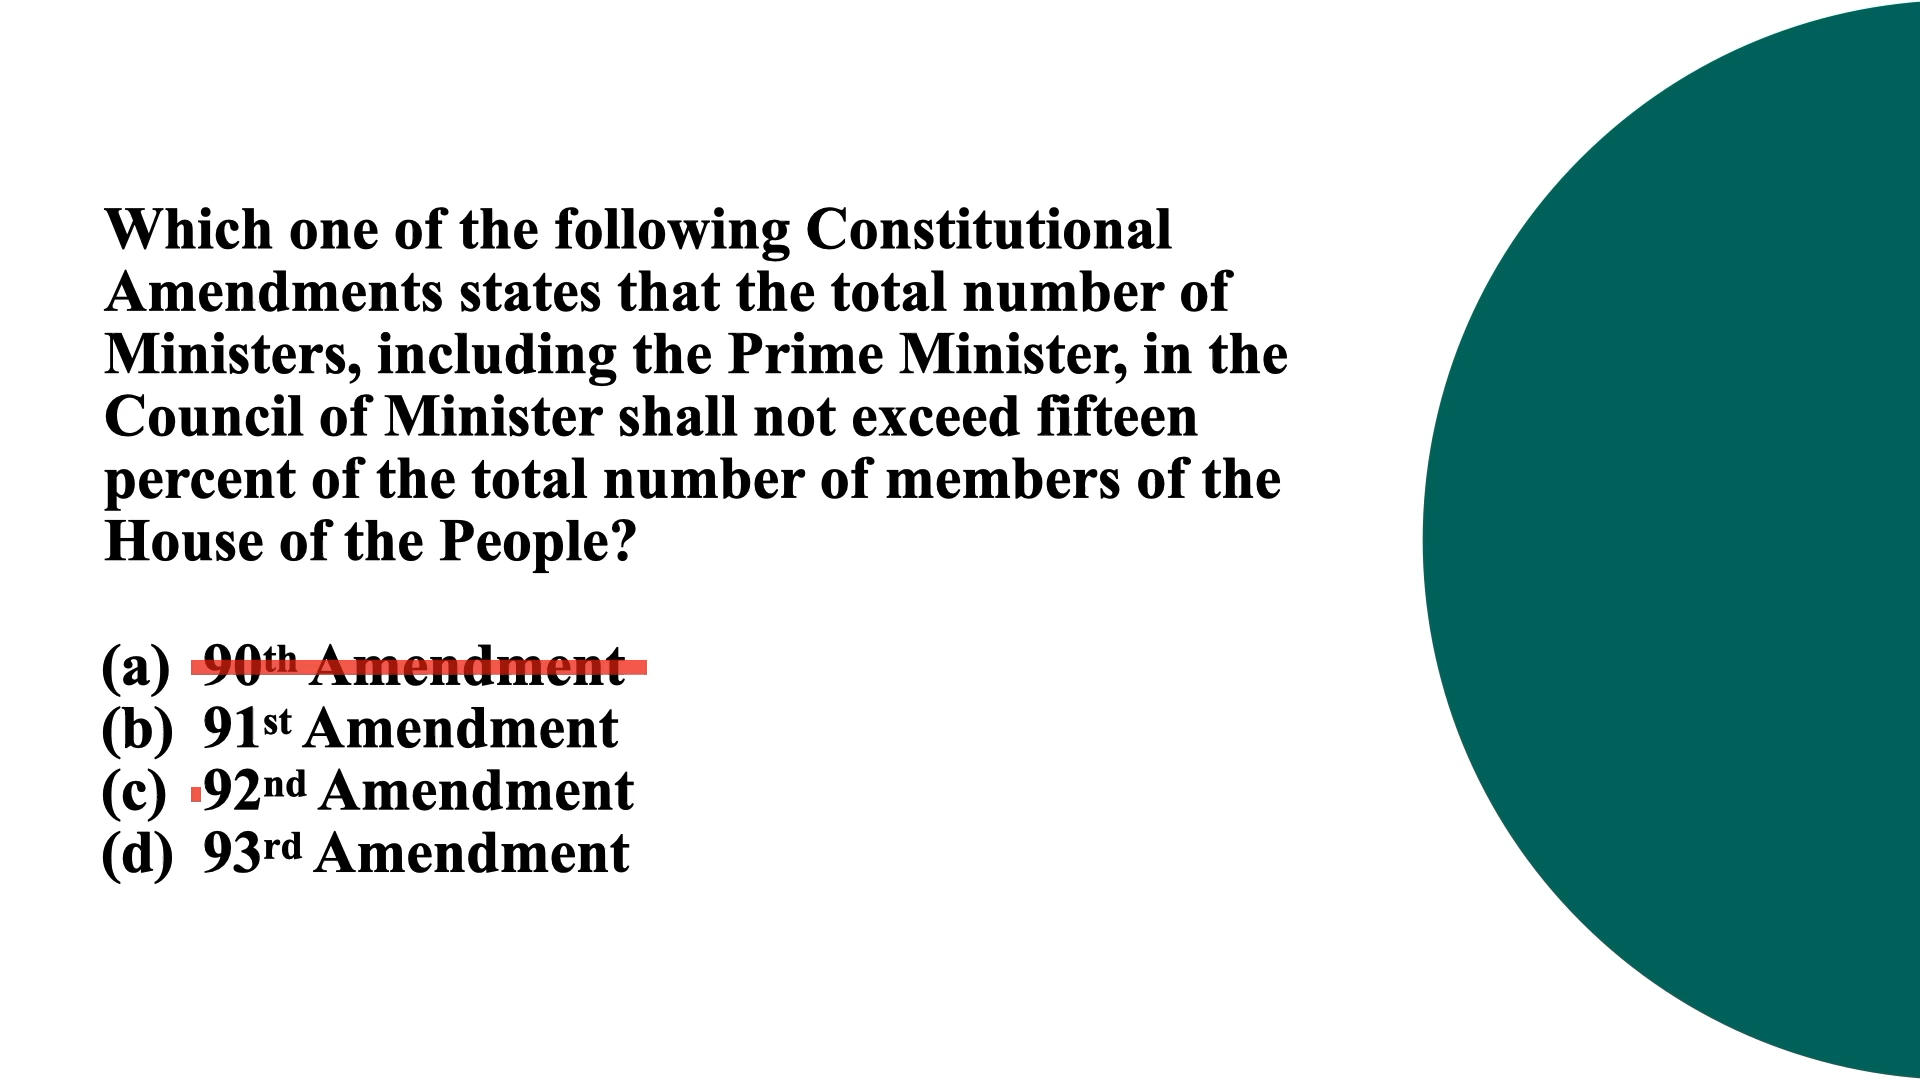 Which one of the following Constitutional
Amendments states that the total number of
Ministers, including the Prime Minister, in the
Council of Minister shall not exceed fifteen
percent of the total number of members of the
House of the People?
(a) 90th Amendment
(b) 91st Amendment
(c) 92nd Amendment
(d) 93rd Amendment